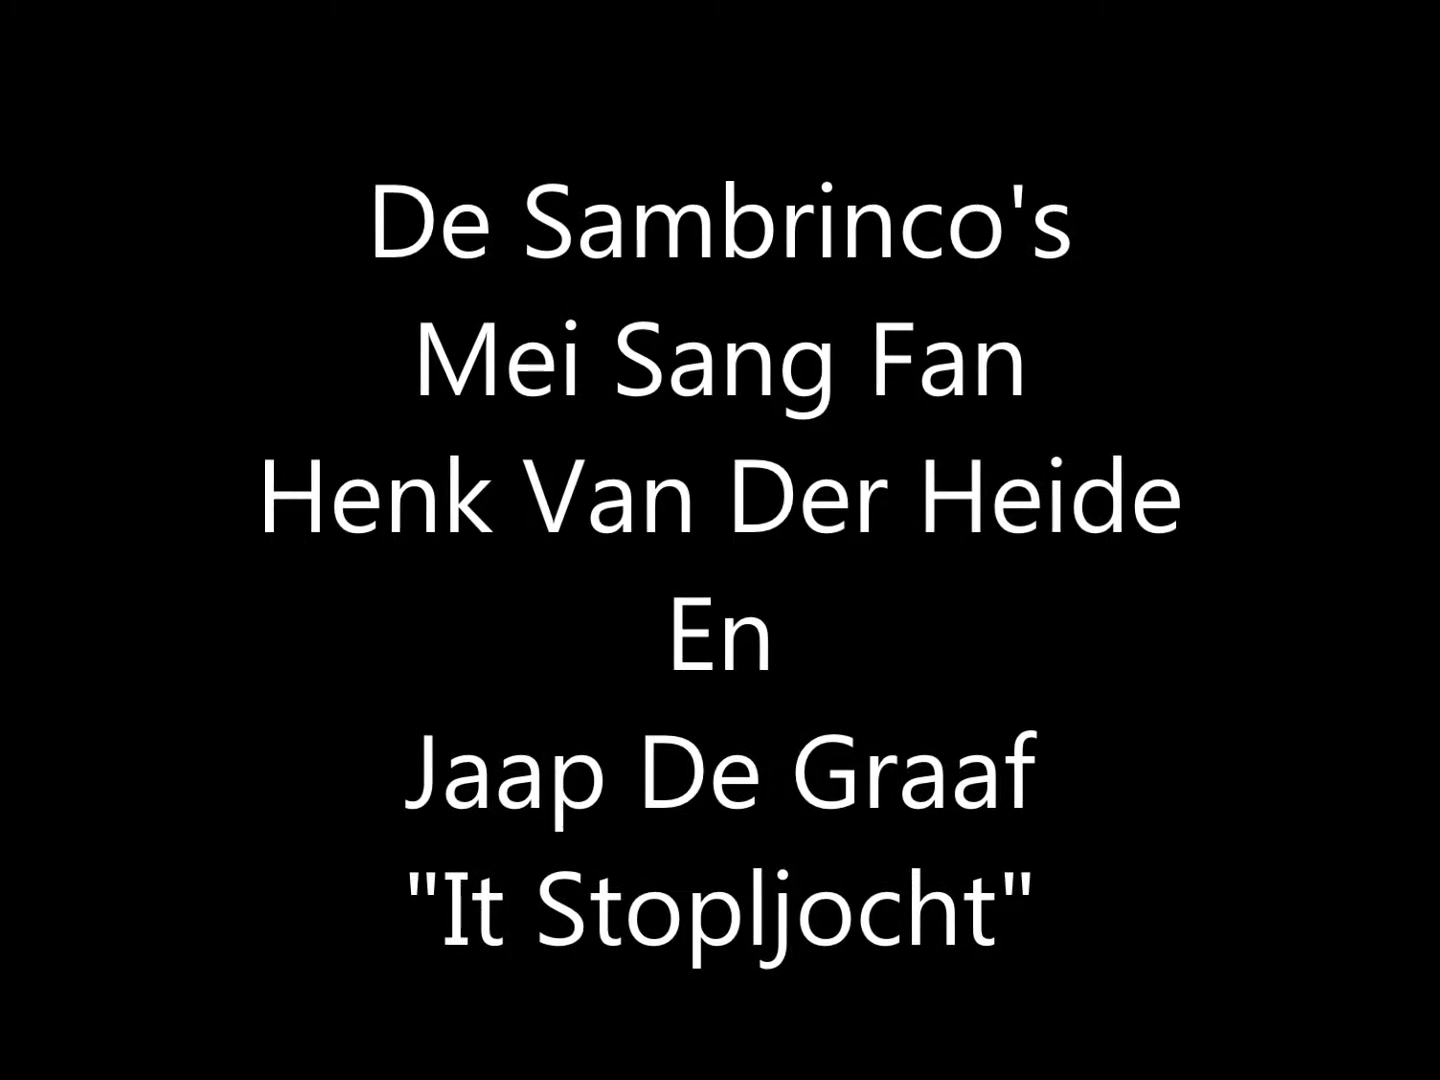 De Sambrinco's
Mei Sang Fan
Henk Van Der Heide
En
Jaap De Graaf
"It Stopljocht"